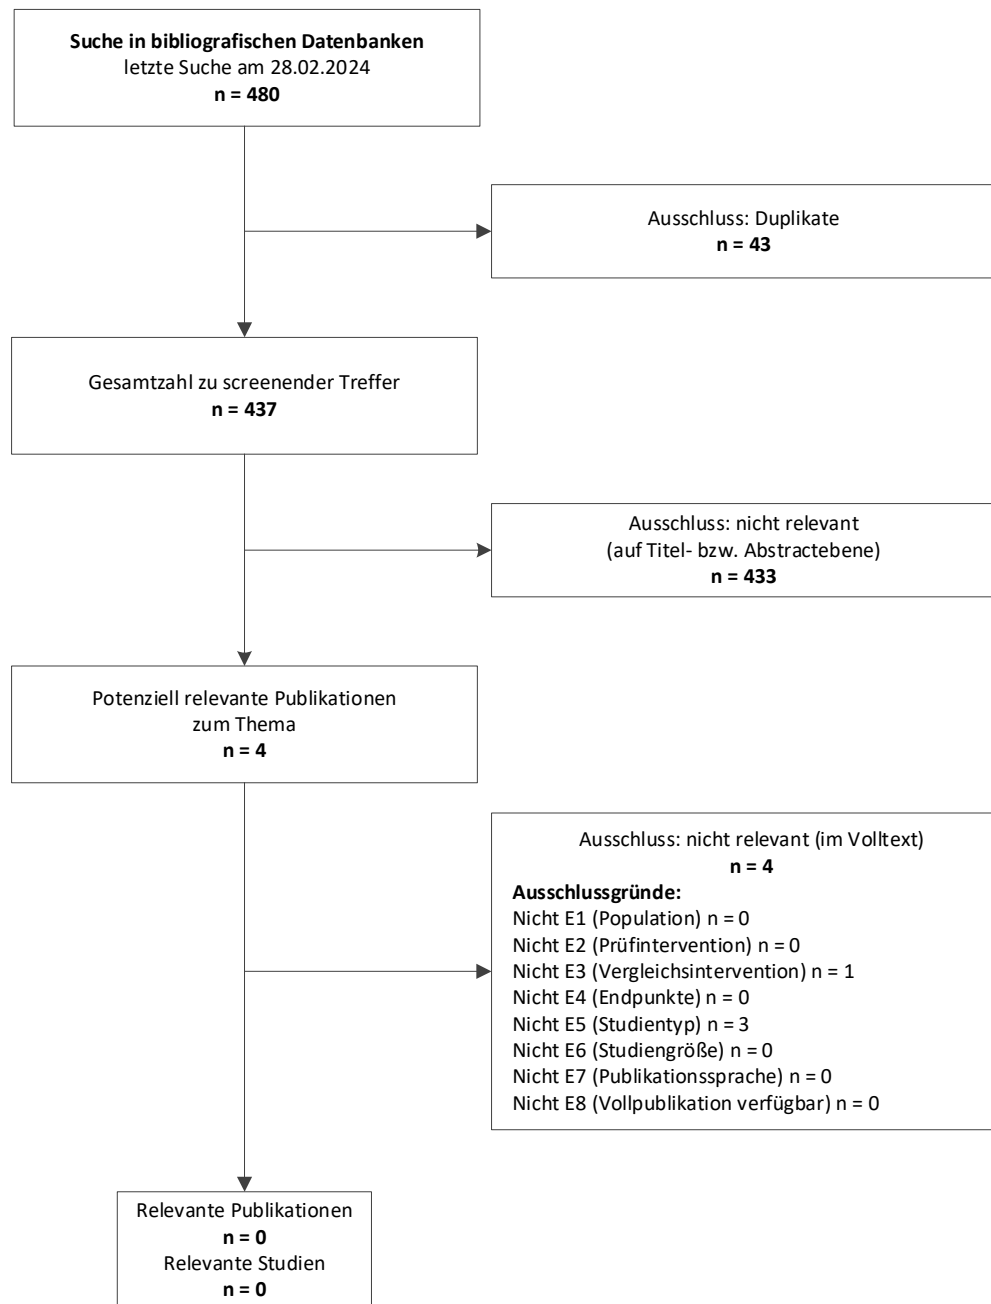 Suche in bibliografischen Datenbanken
letzte Suche am 28.02.2024
n = 480
Ausschluss: Duplikate
n = 43
Gesamtzahl zu screenender Treffer
n = 437
Ausschluss: nicht relevant
(auf Titel- bzw. Abstractebene)
n = 433
Potenziell relevante Publikationen
zum Thema
n = 4
Ausschluss: nicht relevant (im Volltext)
n = 4
Ausschlussgründe:
Nicht E1 (Population) n = 0
Nicht E2 (Prüfintervention) n = 0
Nicht E3 (Vergleichsintervention) n = 1
Nicht E4 (Endpunkte) n = 0
Nicht E5 (Studientyp) n = 3
Nicht E6 (Studiengröße) n = 0
Nicht E7 (Publikationssprache) n = 0
Nicht E8 (Vollpublikation verfügbar) n = 0
Relevante Publikationen
n = 0
Relevante Studien
n = 0